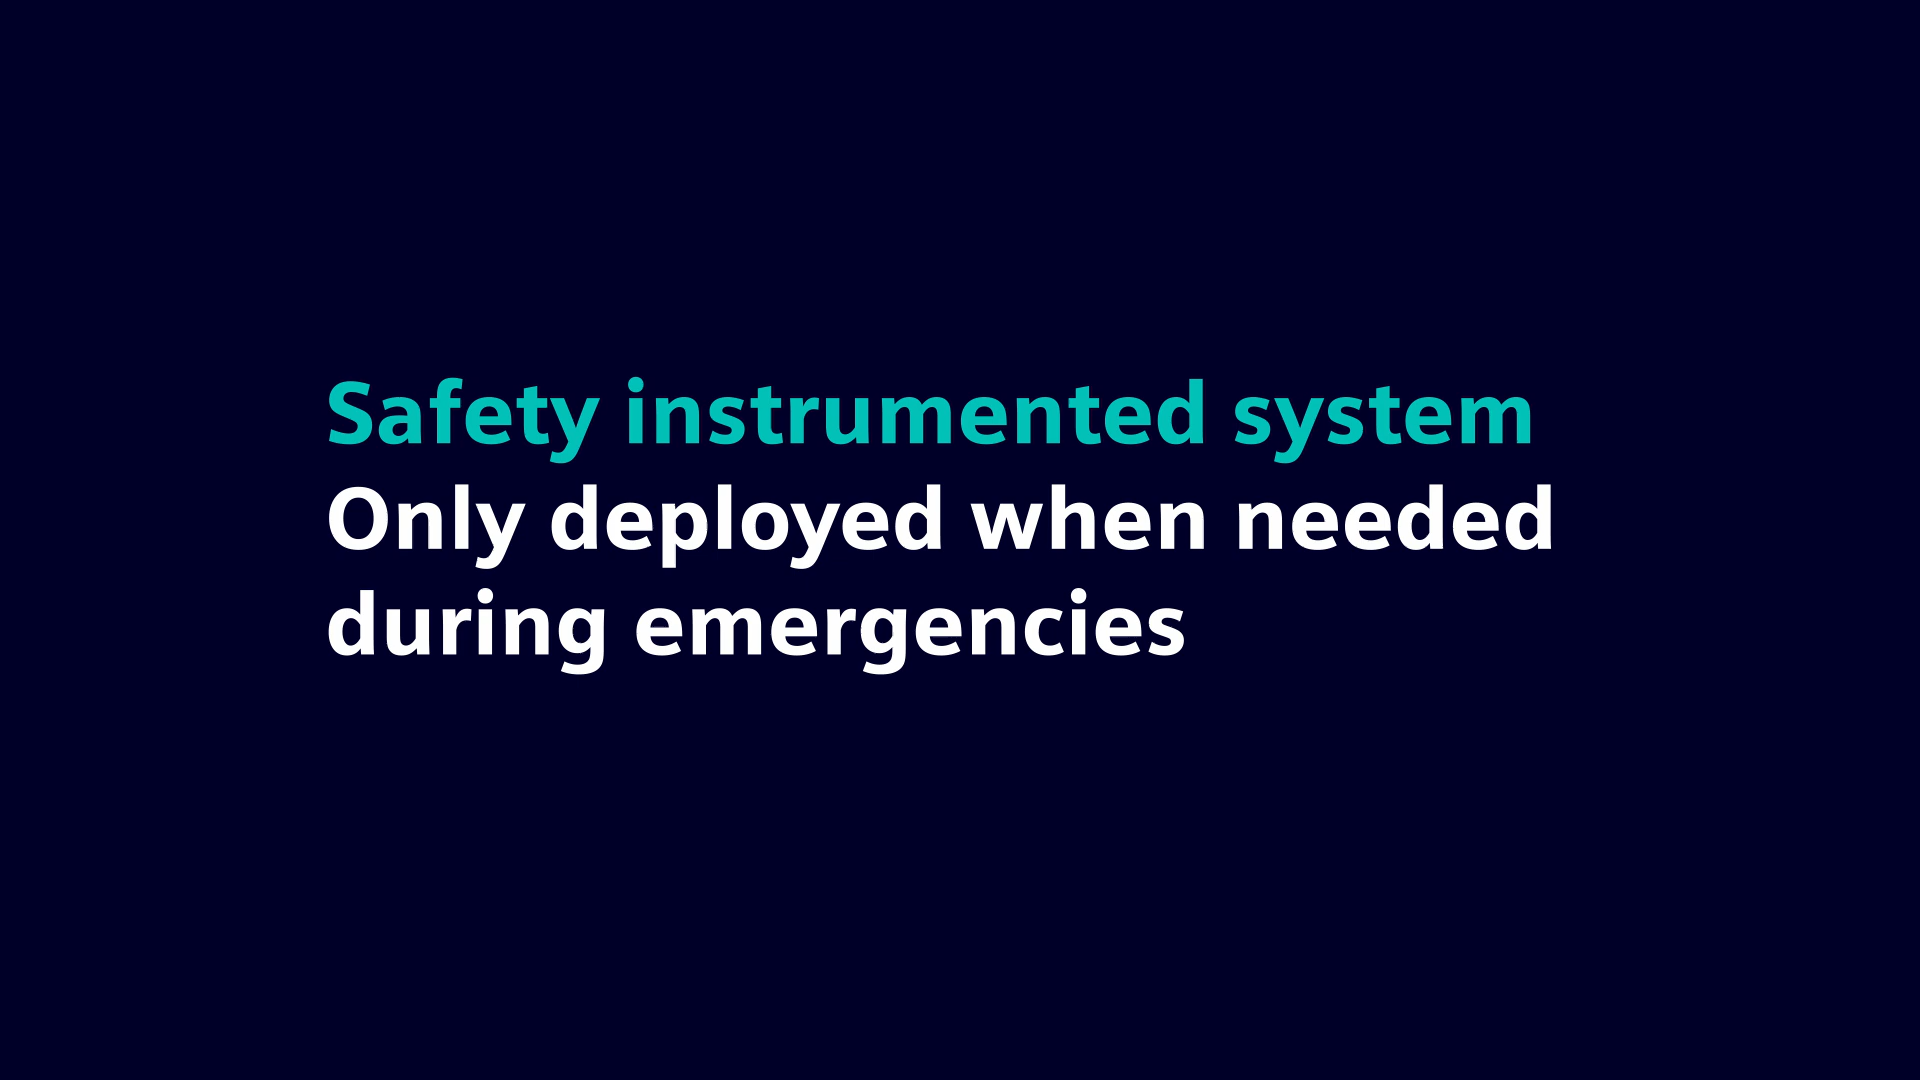 Safety instrumented system
Only deployed when needed
during emergencies